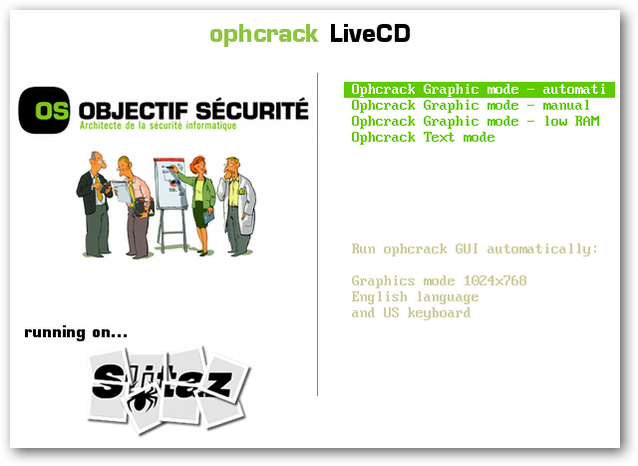 ophcrack LiveCD
OS OBJECTIF SÉCURITÉ
Architecte de la sécurité informatique
running on...
Slitaz
Ophcrack Graphic mode - automati
Ophcrack Graphic mode - manual
Ophcrack Graphic mode - low RAM
Ophcrack Text mode
Run ophcrack GUI automatically:
Graphics mode 1024x768
English language
and US keyboard